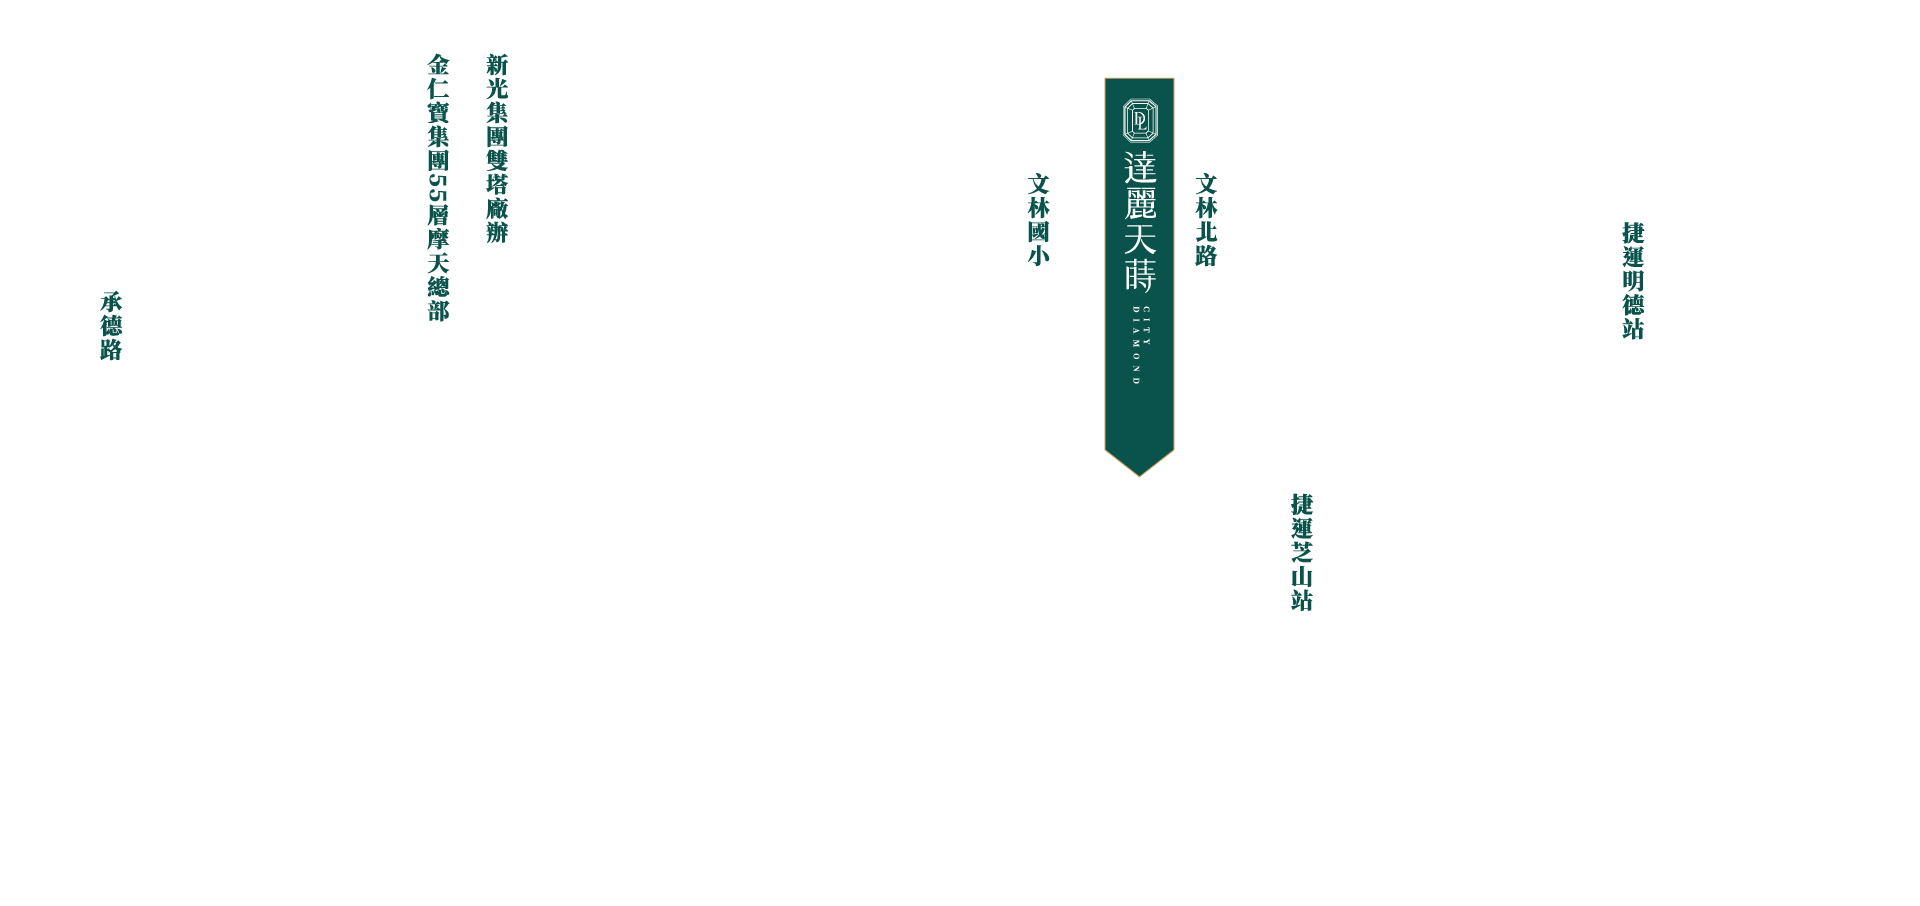 承德路
金仁寶集團55層摩天總部
新光集團雙塔廠辦
文林國小
DL
達麗天蒔
CITY
DIAMOND
文林北路
捷運芝山站
捷運明德站